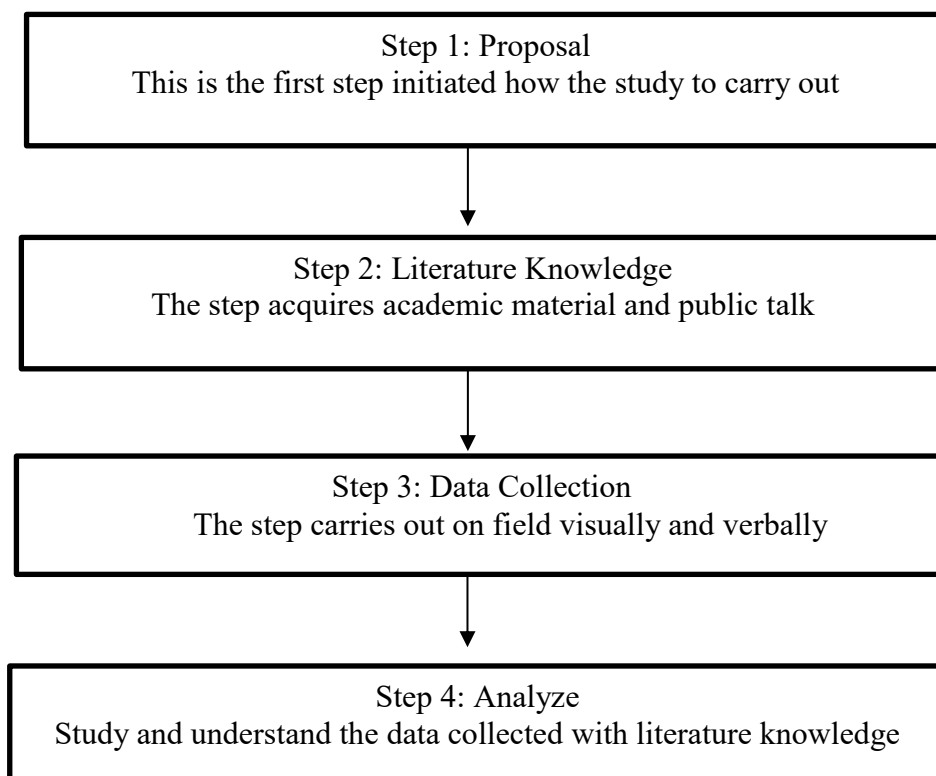 Step 1: Proposal
This is the first step initiated how the study to carry out
Step 2: Literature Knowledge
The step acquires academic material and public talk
Step 3: Data Collection
The step carries out on field visually and verbally
Step 4: Analyze
Study and understand the data collected with literature knowledge